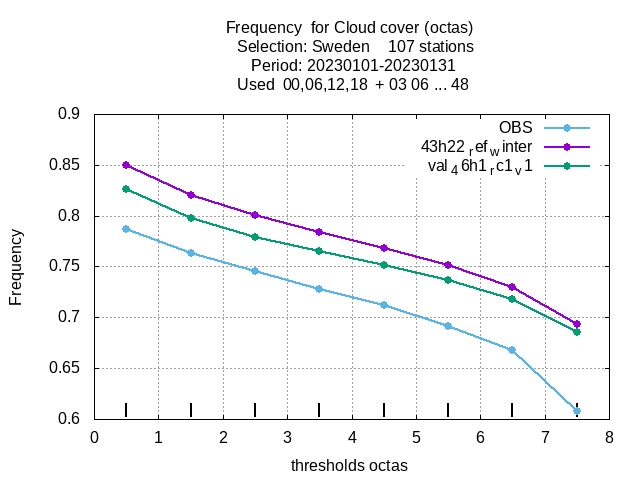 Frequency for Cloud cover (octas)
Selection: Sweden 107 stations
Period: 20230101-20230131
Used 00,06,12,18 + 03 06 ... 48
OBS
43h22refwinter
val46h1rc1v1
0.9
0.85
0.8
0.75
0.7
0.65
0.6
Frequency
0 1 2 3 4 5 6 7 8
thresholds octas